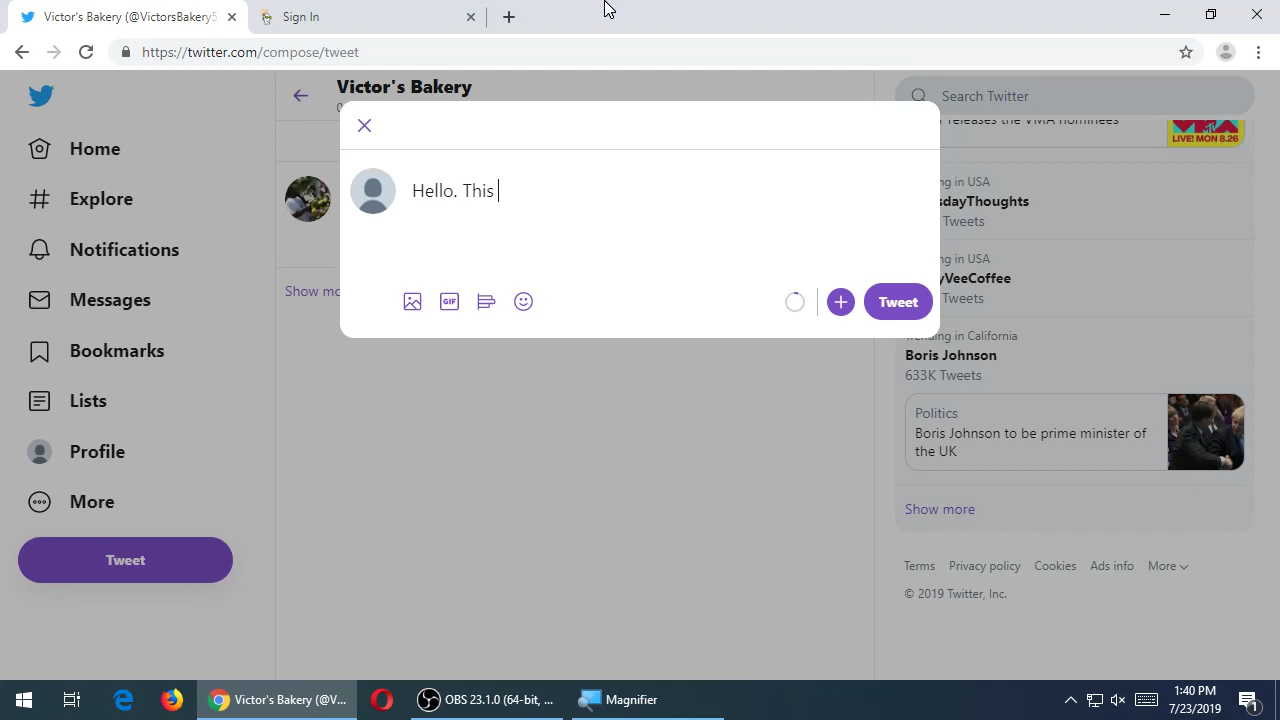 Victor's Bakery (@VictorsBakery5
Sign In
https://twitter.com/compose/tweet
Victor's Bakery
Search Twitter
Home
Explore
Notifications
Messages
Bookmarks
Lists
Profile
More
Tweet
Show mo
Hello. This
GIF
Tweet
releases the VMA nominees
LIVE! MON 8.26
ng in USA
sdayThoughts
Tweets
ng in USA
yVeeCoffee
Tweets
Trending in California
Boris Johnson
633K Tweets
Politics
Boris Johnson to be prime minister of
the UK
Show more
Terms Privacy policy Cookies Ads info More
© 2019 Twitter, Inc.
Victor's Bakery (@V...
OBS 23.1.0 (64-bit, ...
Magnifier
1:40 PM
7/23/2019
1